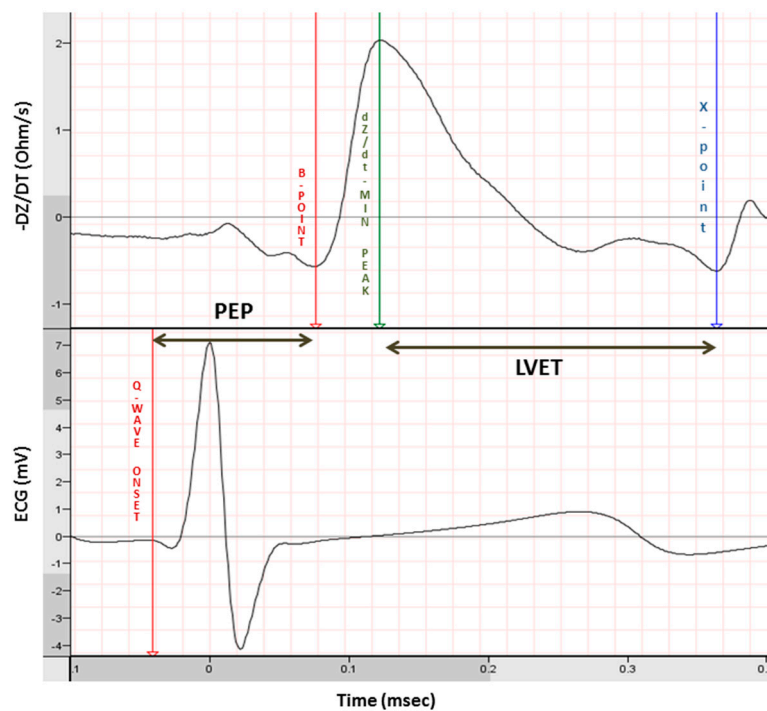 -DZ/DT (Ohm/s)
2
1
0
-1
B-POINT
dZ/dt-MIN PEAK
X-point
PEP
LVET
ECG (mV)
7
6
5
4
3
2
1
0
-1
-2
-3
-4
Q-WAVE ONSET
.1
0
0.1
0.2
0.3
0.
Time (msec)